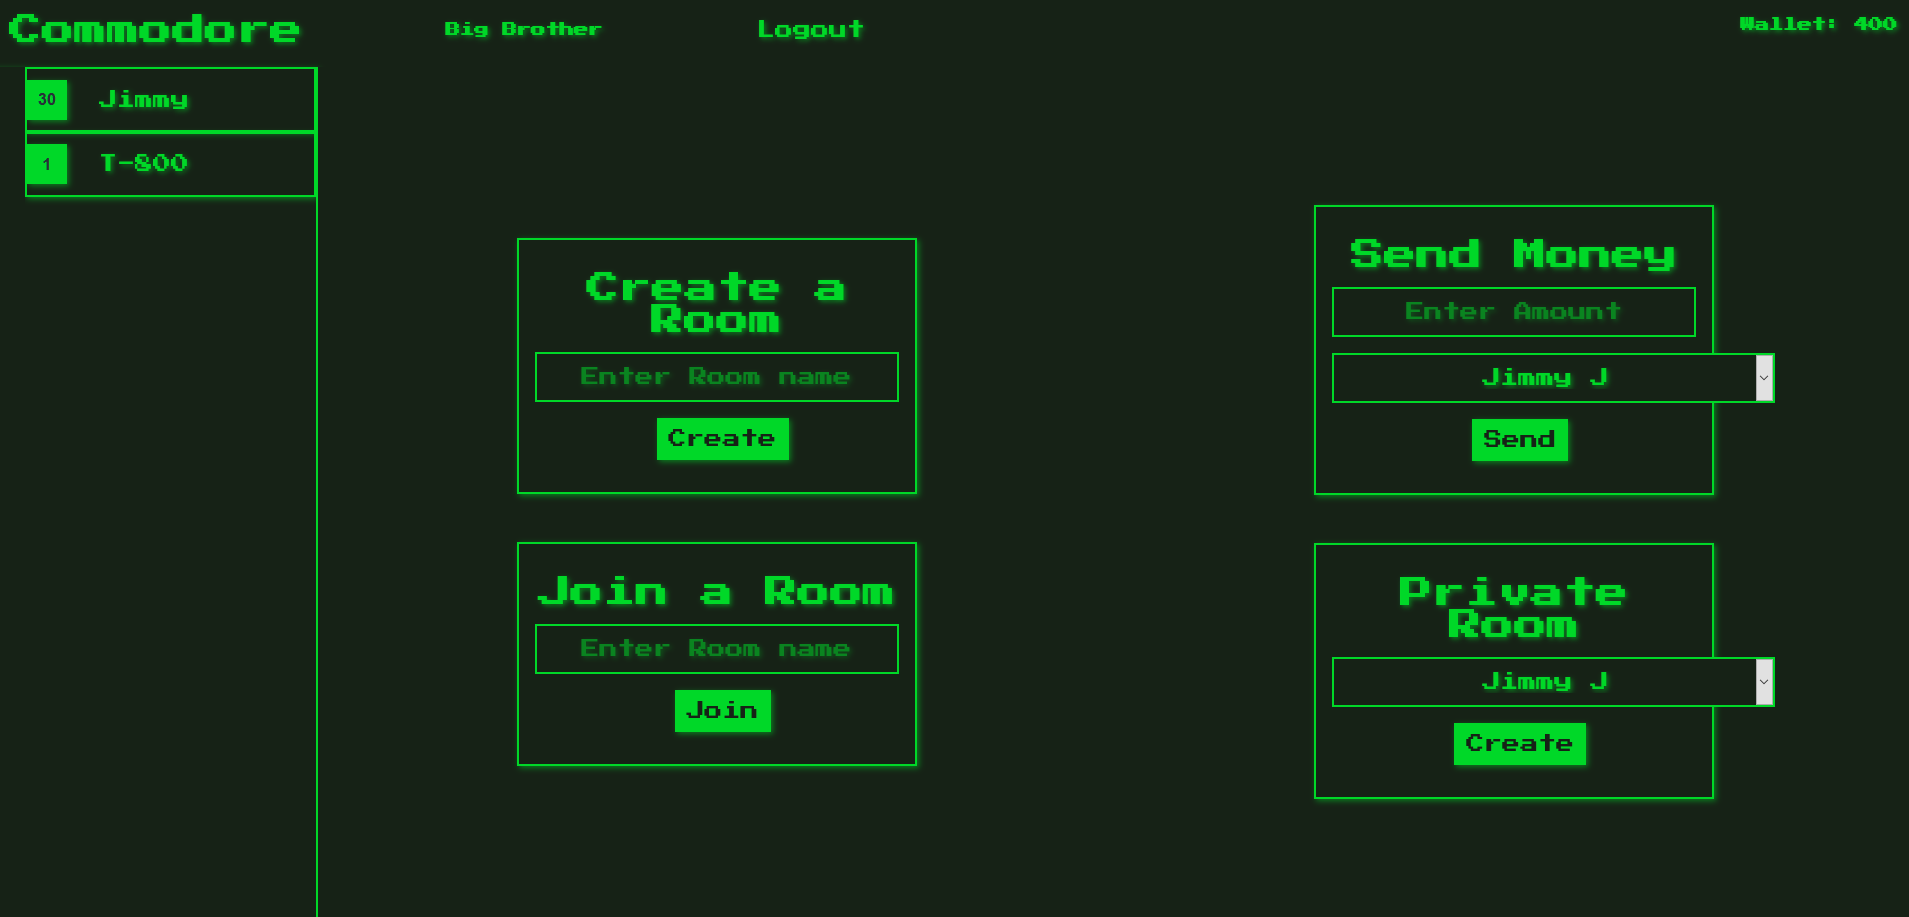 Commodore
Big Brother
Logout
Wallet: 400
30 Jimmy
1 T-800
Create a
Room
Enter Room name
Create
Join a Room
Enter Room name
Join
Send Money
Enter Amount
Jimmy J
Send
Private
Room
Jimmy J
Create